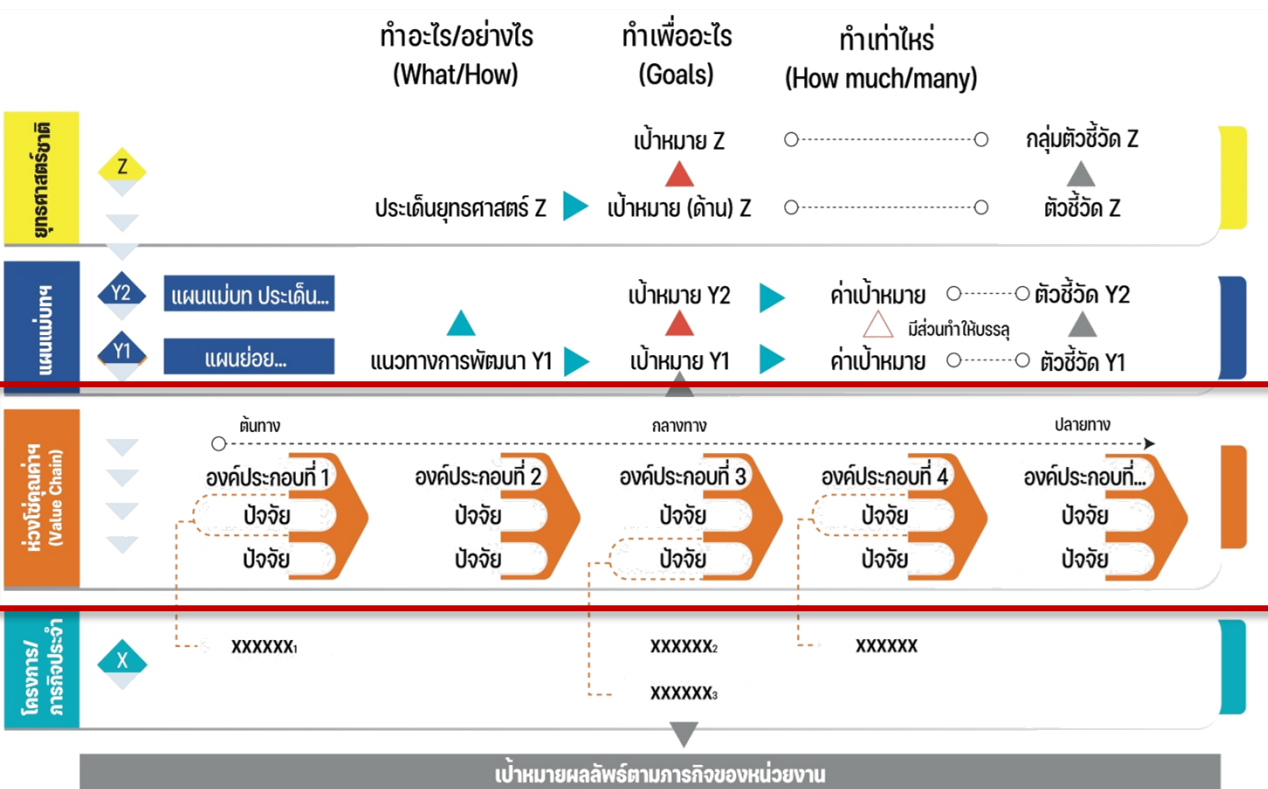 ทำอะไร/อย่างไร
(What/How)
ทำเพื่ออะไร
(Goals)
ทำเท่าไหร่
(How much/many)
ยุทธศาสตร์ชาติ
Z
เป้าหมาย Z
กลุ่มตัวชี้วัด Z
ประเด็นยุทธศาสตร์ Z
เป้าหมาย (ด้าน) Z
ตัวชี้วัด Z
แผนแม่บทฯ
Y2
แผนแม่บท ประเด็น...
เป้าหมาย Y2
ค่าเป้าหมาย
ตัวชี้วัด Y2
มีส่วนทำให้บรรลุ
Y1
แผนย่อย...
แนวทางการพัฒนา Y1
เป้าหมาย Y1
ค่าเป้าหมาย
ตัวชี้วัด Y1
ห่วงโซ่คุณค่าฯ
(Value Chain)
ต้นทาง
กลางทาง
ปลายทาง
องค์ประกอบที่ 1
องค์ประกอบที่ 2
องค์ประกอบที่ 3
องค์ประกอบที่ 4
องค์ประกอบที่...
ปัจจัย
ปัจจัย
ปัจจัย
ปัจจัย
ปัจจัย
ปัจจัย
ปัจจัย
ปัจจัย
ปัจจัย
ปัจจัย
โครงการ/
ภารกิจประจำ
X
XXXXXX₁
XXXXXX₂
XXXXXX
XXXXXX₃
เป้าหมายผลลัพธ์ตามภารกิจของหน่วยงาน